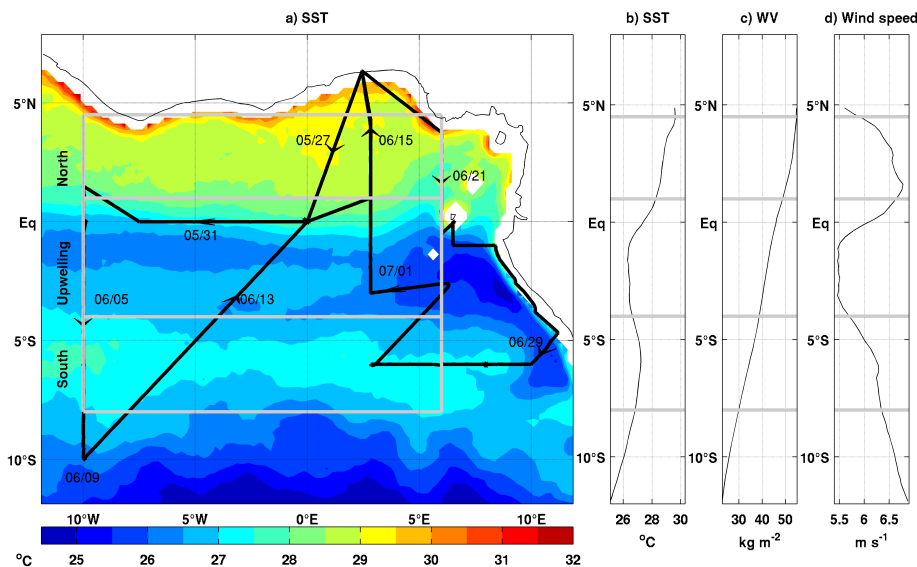 a) SST
b) SST
c) WV
d) Wind speed
5°N
Eq
5°S
10°S
10°W
5°W
0°E
5°E
10°E
North
Upwelling
South
05/27
06/15
06/21
05/31
07/01
06/05
06/13
06/29
06/09
°C
25
26
27
28
29
30
31
32
5°N
Eq
5°S
10°S
26
28
30
°C
5°N
Eq
5°S
10°S
30
40
50
kg m⁻²
5°N
Eq
5°S
10°S
5.5
6
6.5
m s⁻¹